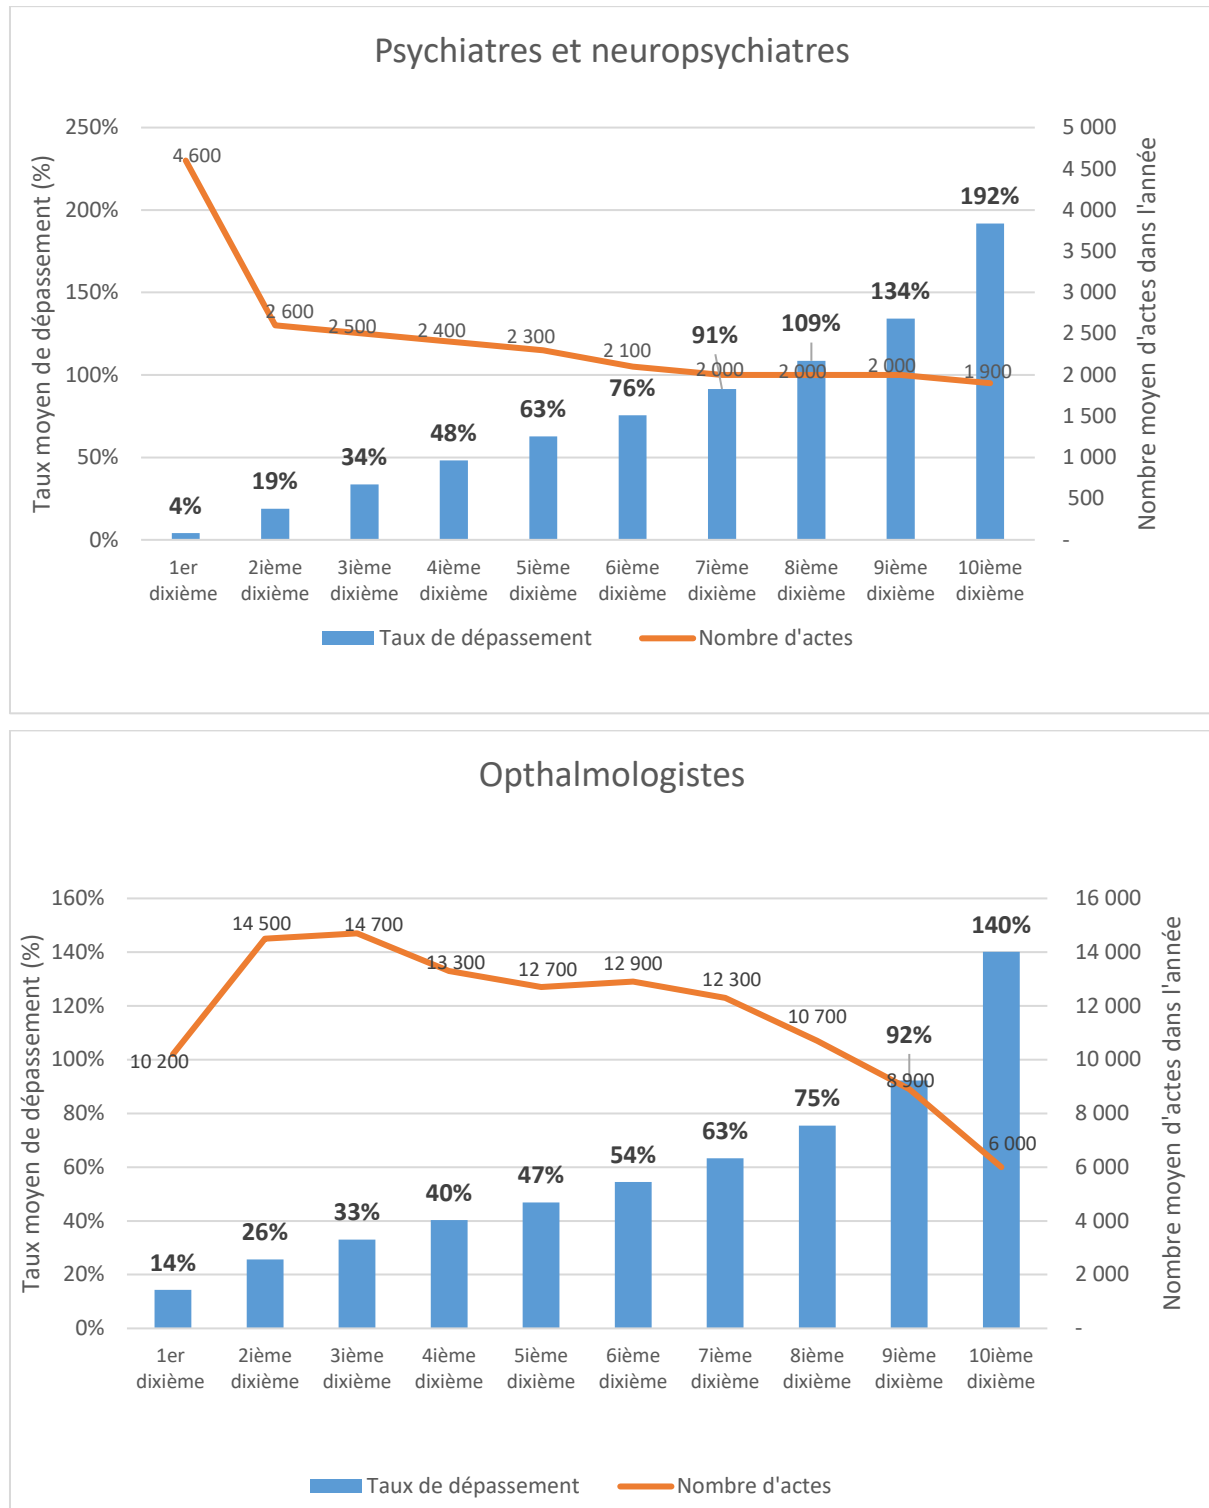 Psychiatres et neuropsychiatres
Taux moyen de dépassement (%)
250%
200%
150%
100%
50%
0%
5 000
4 500
4 000
3 500
3 000
2 500
2 000
1 500
1 000
500
-
Nombre moyen d'actes dans l'année
4 600
2 600
2 500
2 400
2 300
2 100
2 000
2 000
2 000
1 900
4%
19%
34%
48%
63%
76%
91%
109%
134%
192%
1er dixième
2ième dixième
3ième dixième
4ième dixième
5ième dixième
6ième dixième
7ième dixième
8ième dixième
9ième dixième
10ième dixième
Taux de dépassement
Nombre d'actes
Opthalmologistes
Taux moyen de dépassement (%)
160%
140%
120%
100%
80%
60%
40%
20%
0%
16 000
14 000
12 000
10 000
8 000
6 000
4 000
2 000
-
Nombre moyen d'actes dans l'année
10 200
14 500
14 700
13 300
12 700
12 900
12 300
10 700
8 900
6 000
14%
26%
33%
40%
47%
54%
63%
75%
92%
140%
1er dixième
2ième dixième
3ième dixième
4ième dixième
5ième dixième
6ième dixième
7ième dixième
8ième dixième
9ième dixième
10ième dixième
Taux de dépassement
Nombre d'actes